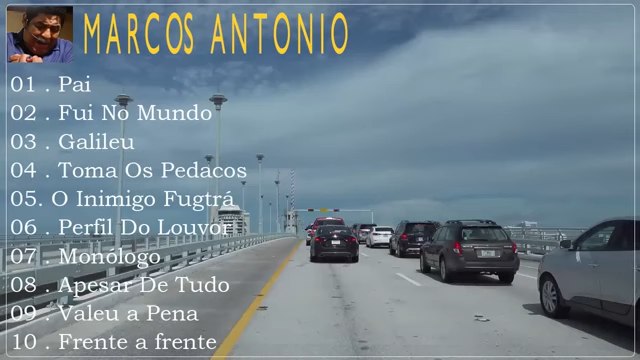 MARCOS ANTONIO
01 . Pai
02 . Fui No Mundo
03 . Galileu
04 . Toma Os Pedacos
05. O Inimigo Fugtrá
06 . Perfil Do Louvor
07 . Monólogo
08 . Apesar De Tudo
09 . Valeu a Pena
10 . Frente a frente